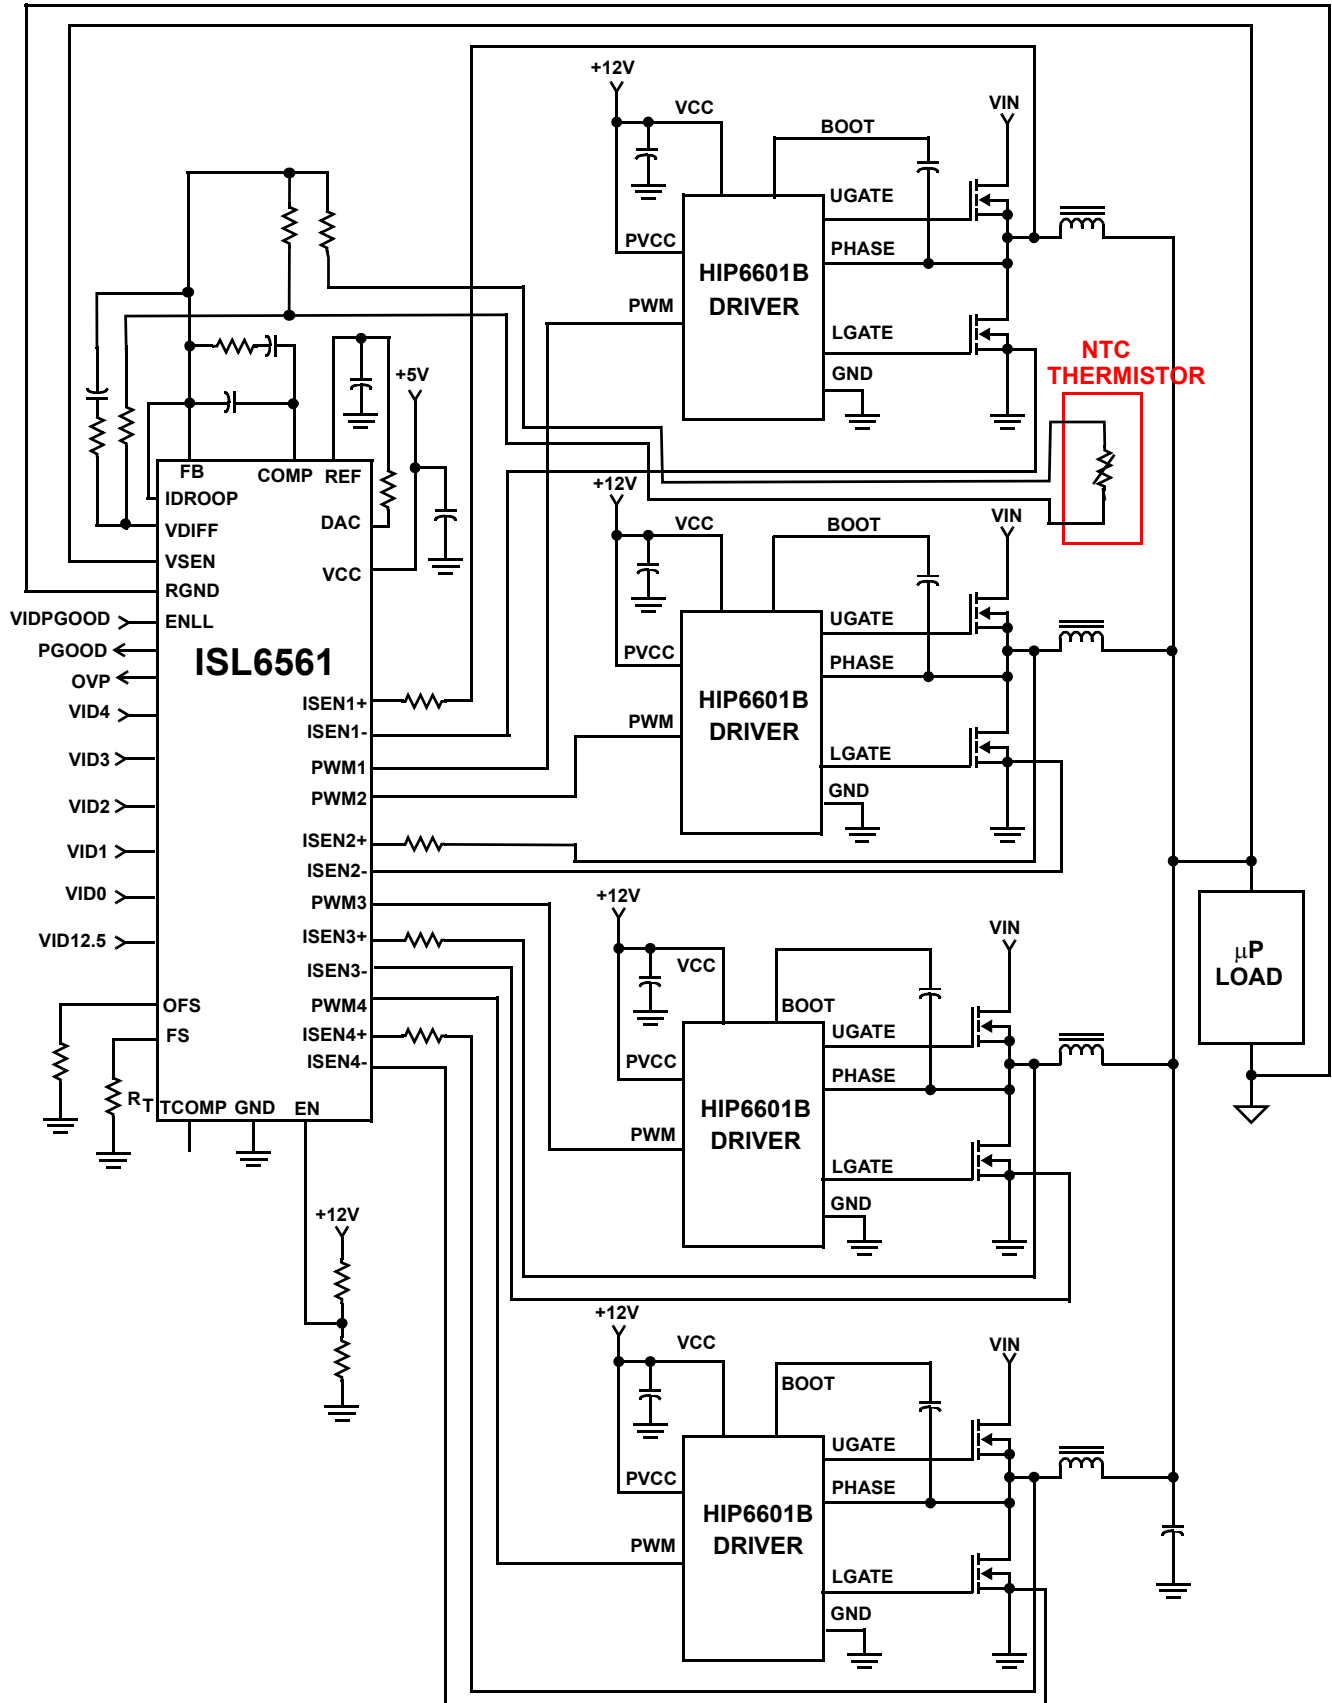 +12V
VCC
BOOT
VIN
UGATE
PVCC
PHASE
HIP6601B
DRIVER
PWM
LGATE
GND
NTC
THERMISTOR
+5V
FB
COMP
REF
IDROOP
DAC
VDIFF
VSEN
VCC
RGND
VIDPGOOD
ENLL
PGOOD
ISL6561
OVP
VID4
ISEN1+
ISEN1-
VID3
PWM1
VID2
PWM2
ISEN2+
VID1
ISEN2-
VID0
PWM3
VID12.5
ISEN3+
ISEN3-
OFS
PWM4
FS
ISEN4+
ISEN4-
RT
TCOMP
GND
EN
+12V
+12V
VCC
BOOT
VIN
UGATE
PVCC
PHASE
HIP6601B
DRIVER
PWM
LGATE
GND
+12V
VCC
VIN
BOOT
UGATE
PVCC
PHASE
HIP6601B
DRIVER
PWM
LGATE
GND
μP
LOAD
+12V
VCC
VIN
BOOT
UGATE
PVCC
PHASE
HIP6601B
DRIVER
PWM
LGATE
GND